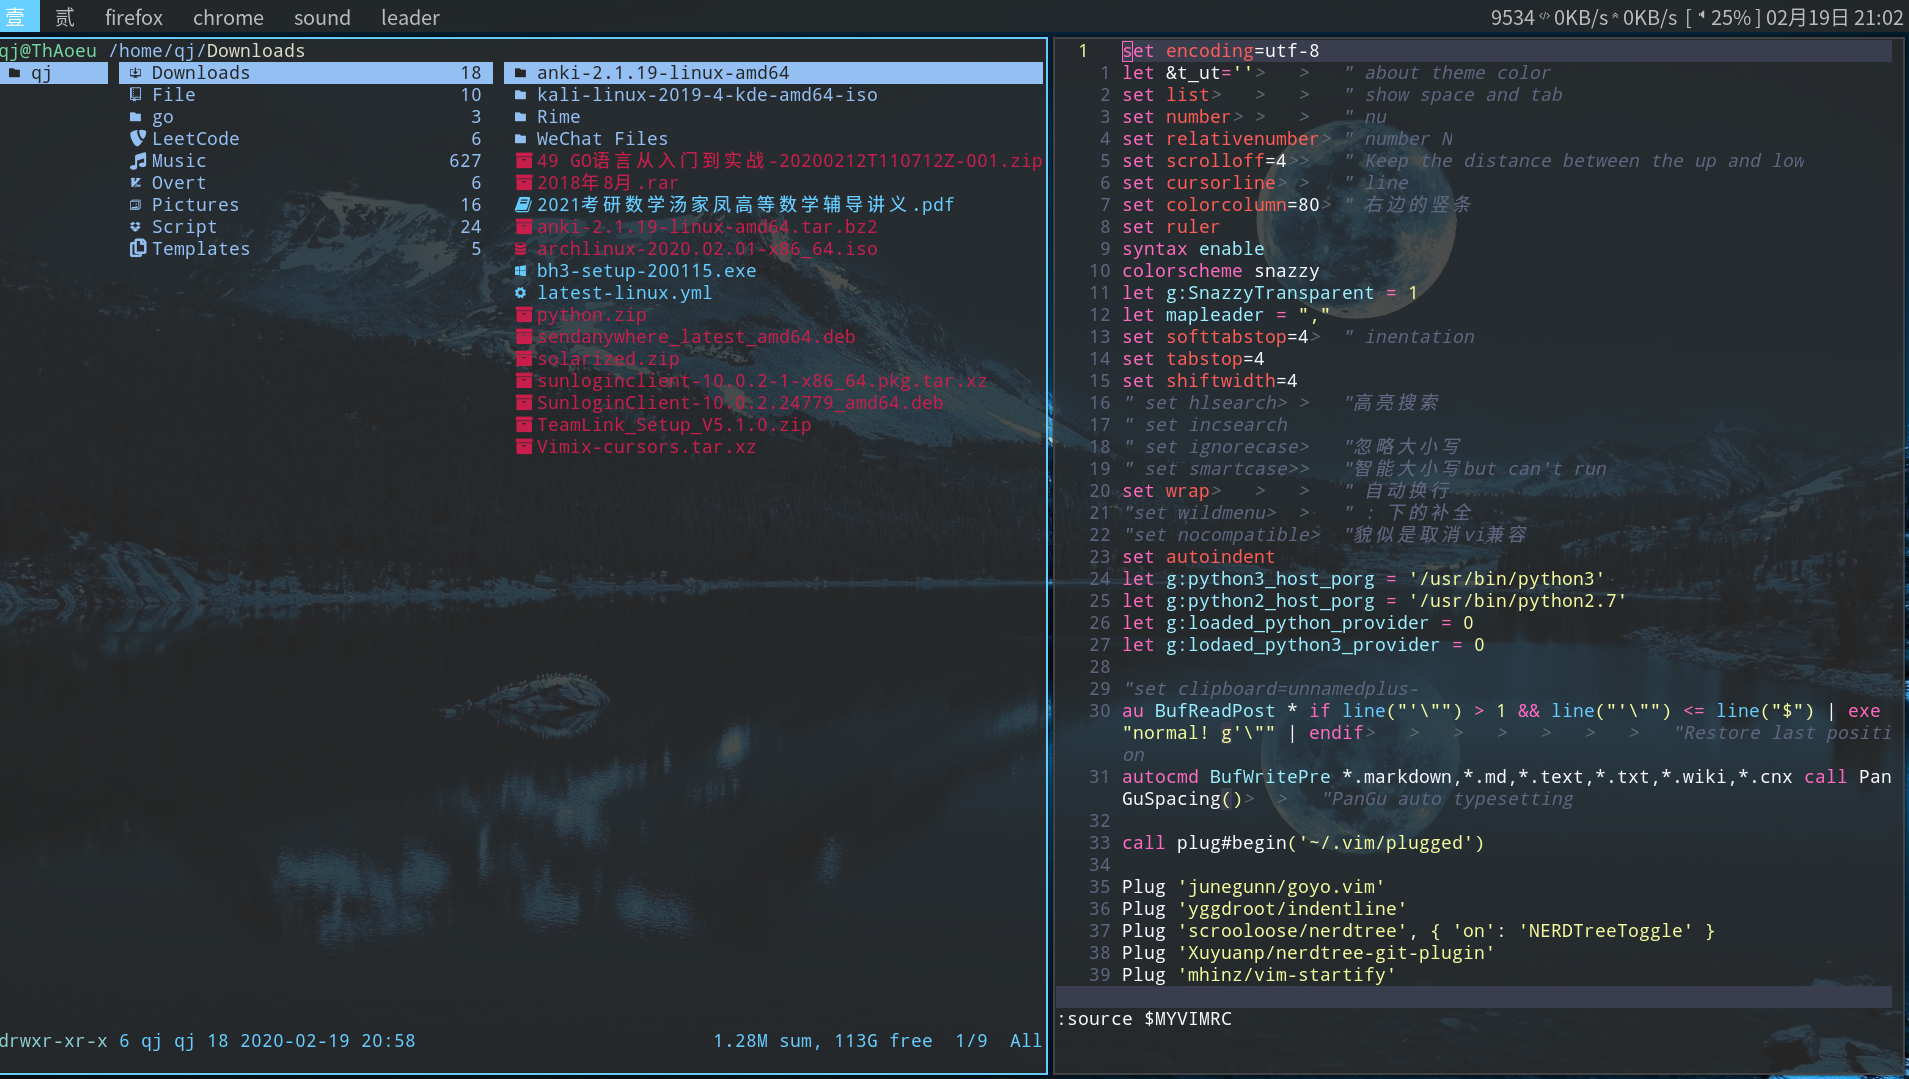 壹 贰 firefox chrome sound leader
9534 0KB/s 0KB/s [ 25% ] 02月19日 21:02
qj@ThAoeu /home/qj/Downloads
qj
Downloads 18
File 10
go 3
LeetCode 6
Music 627
Overt 6
Pictures 16
Script 24
Templates 5
anki-2.1.19-linux-amd64
kali-linux-2019-4-kde-amd64-iso
Rime
WeChat Files
49 GO语言从入门到实战-20200212T110712Z-001.zip
2018年8月.rar
2021考研数学汤家凤高等数学辅导讲义.pdf
anki-2.1.19-linux-amd64.tar.bz2
archlinux-2020.02.01-x86_64.iso
bh3-setup-200115.exe
latest-linux.yml
python.zip
sendanywhere_latest_amd64.deb
solarized.zip
sunloginclient-10.0.2-1-x86_64.pkg.tar.xz
SunloginClient-10.0.2.24779_amd64.deb
TeamLink_Setup_V5.1.0.zip
Vimix-cursors.tar.xz
drwxr-xr-x 6 qj qj 18 2020-02-19 20:58 1.28M sum, 113G free 1/9 All
1 set encoding=utf-8
1 let &t_ut=''> > " about theme color
2 set list> > > " show space and tab
3 set number> > > " nu
4 set relativenumber> " number N
5 set scrolloff=4>> " Keep the distance between the up and low
6 set cursorline> > " line
7 set colorcolumn=80> " 右边的竖条
8 set ruler
9 syntax enable
10 colorscheme snazzy
11 let g:SnazzyTransparent = 1
12 let mapleader = ","
13 set softtabstop=4> " inentation
14 set tabstop=4
15 set shiftwidth=4
16 " set hlsearch> > "高亮搜索
17 " set incsearch
18 " set ignorecase> "忽略大小写
19 " set smartcase>> "智能大小写but can't run
20 set wrap> > > " 自动换行
21 "set wildmenu> > " : 下的补全
22 "set nocompatible> "貌似是取消vi兼容
23 set autoindent
24 let g:python3_host_porg = '/usr/bin/python3'
25 let g:python2_host_porg = '/usr/bin/python2.7'
26 let g:loaded_python_provider = 0
27 let g:lodaed_python3_provider = 0
28
29 "set clipboard=unnamedplus-
30 au BufReadPost * if line("'\"") > 1 && line("'\"") <= line("$") | exe
"normal! g'\"" | endif> > > > > > > "Restore last positi
on
31 autocmd BufWritePre *.markdown,*.md,*.text,*.txt,*.wiki,*.cnx call Pan
GuSpacing()> > "PanGu auto typesetting
32
33 call plug#begin('~/.vim/plugged')
34
35 Plug 'junegunn/goyo.vim'
36 Plug 'yggdroot/indentline'
37 Plug 'scrooloose/nerdtree', { 'on': 'NERDTreeToggle' }
38 Plug 'Xuyuanp/nerdtree-git-plugin'
39 Plug 'mhinz/vim-startify'
:source $MYVIMRC